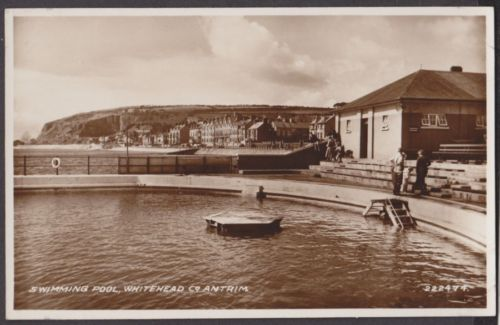 SWIMMING POOL, WHITEHEAD Co ANTRIM. 222474.